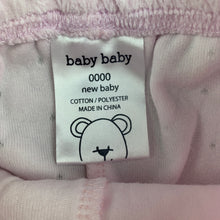 baby baby
0000
new baby
COTTON / POLYESTER
MADE IN CHINA